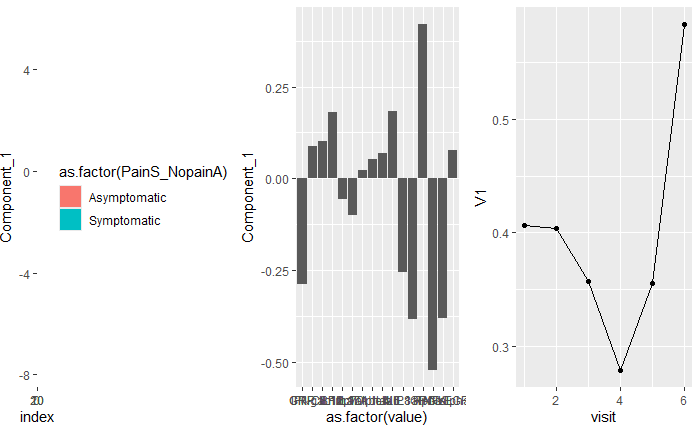 Component_1
4
0
-4
-8
index
as.factor(PainS_NopainA)
Asymptomatic
Symptomatic
Component_1
0.25
0.00
-0.25
-0.50
as.factor(value)
V1
0.5
0.4
0.3
2 4 6
visit